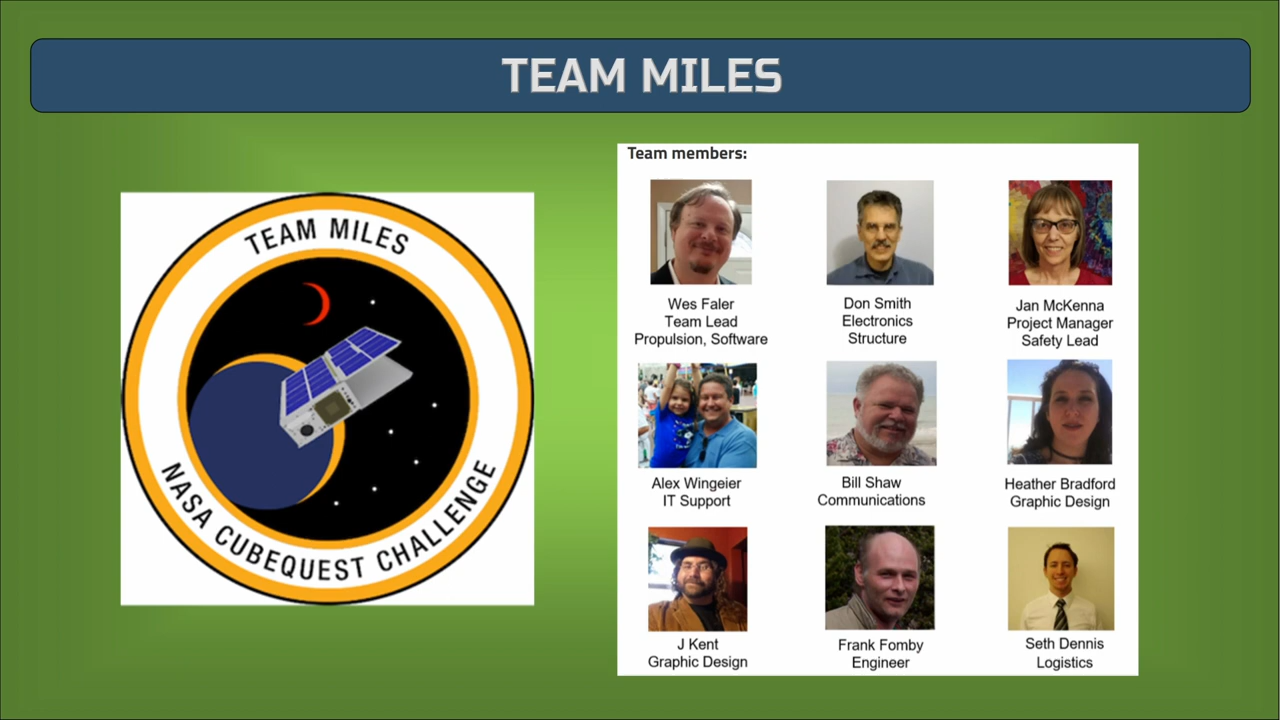 TEAM MILES
TEAM MILES
NASA CUBEQUEST CHALLENGE
Team members:
Wes Faler
Team Lead
Propulsion, Software
Don Smith
Electronics
Structure
Jan McKenna
Project Manager
Safety Lead
Alex Wingeier
IT Support
Bill Shaw
Communications
Heather Bradford
Graphic Design
J Kent
Graphic Design
Frank Fomby
Engineer
Seth Dennis
Logistics